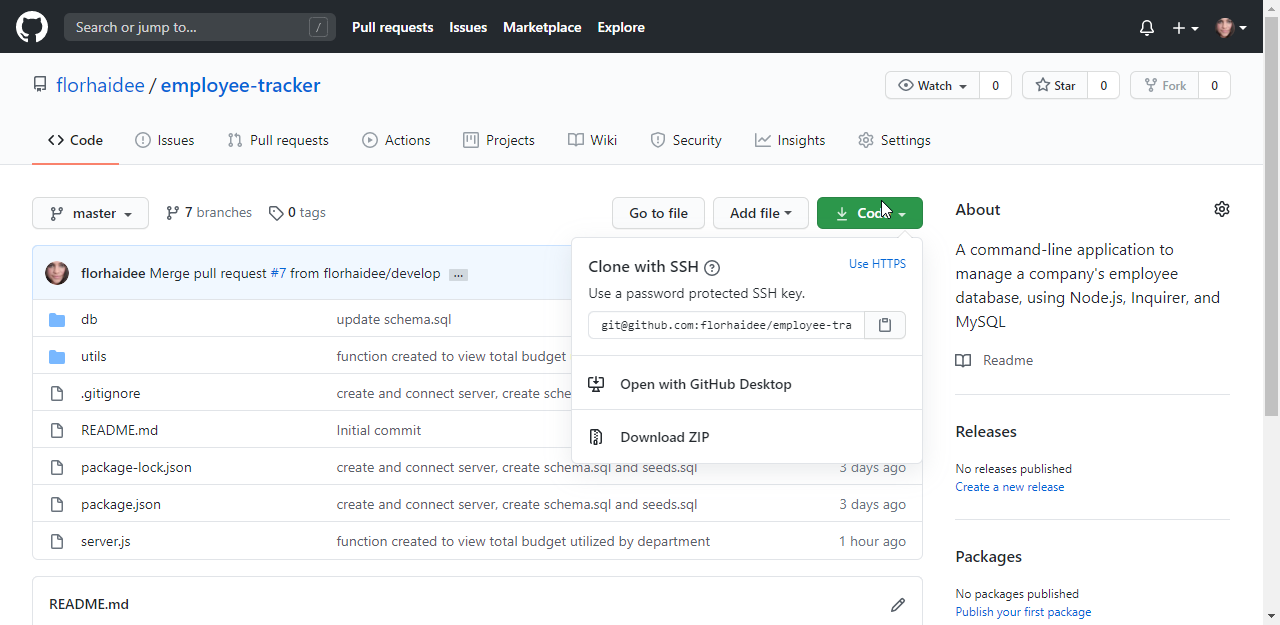 Search or jump to... /
Pull requests Issues Marketplace Explore
florhaidee / employee-tracker
Watch 0 Star 0 Fork 0
Code Issues Pull requests Actions Projects Wiki Security Insights Settings
master 7 branches 0 tags Go to file Add file Code
florhaidee Merge pull request #7 from florhaidee/develop ...
db update schema.sql
utils function created to view total budget
.gitignore create and connect server, create sche
README.md Initial commit
package-lock.json create and connect server, create schema.sql and seeds.sql 3 days ago
package.json create and connect server, create schema.sql and seeds.sql 3 days ago
server.js function created to view total budget utilized by department 1 hour ago
README.md
Clone with SSH ? Use HTTPS
Use a password protected SSH key.
git@github.com:florhaidee/employee-tra
Open with GitHub Desktop
Download ZIP
About
A command-line application to
manage a company's employee
database, using Node.js, Inquirer, and
MySQL
Readme
Releases
No releases published
Create a new release
Packages
No packages published
Publish your first package